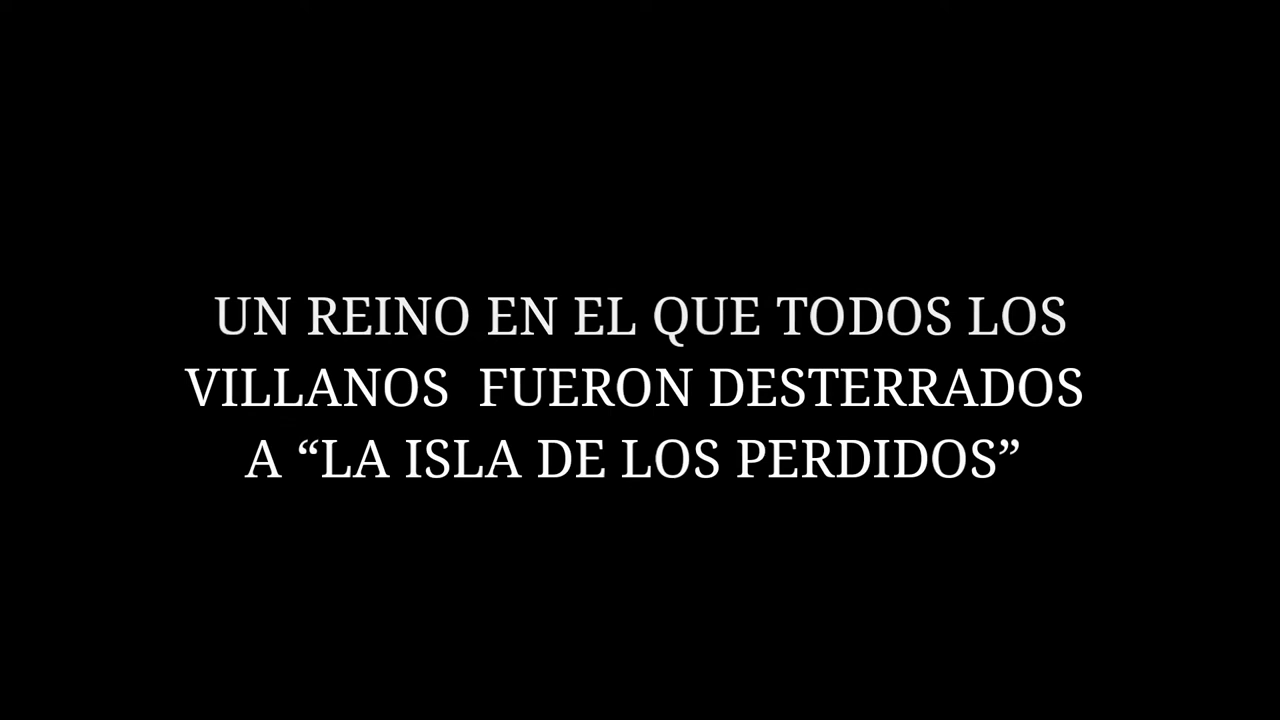 UN REINO EN EL QUE TODOS LOS
VILLANOS  FUERON DESTERRADOS
A “LA ISLA DE LOS PERDIDOS”